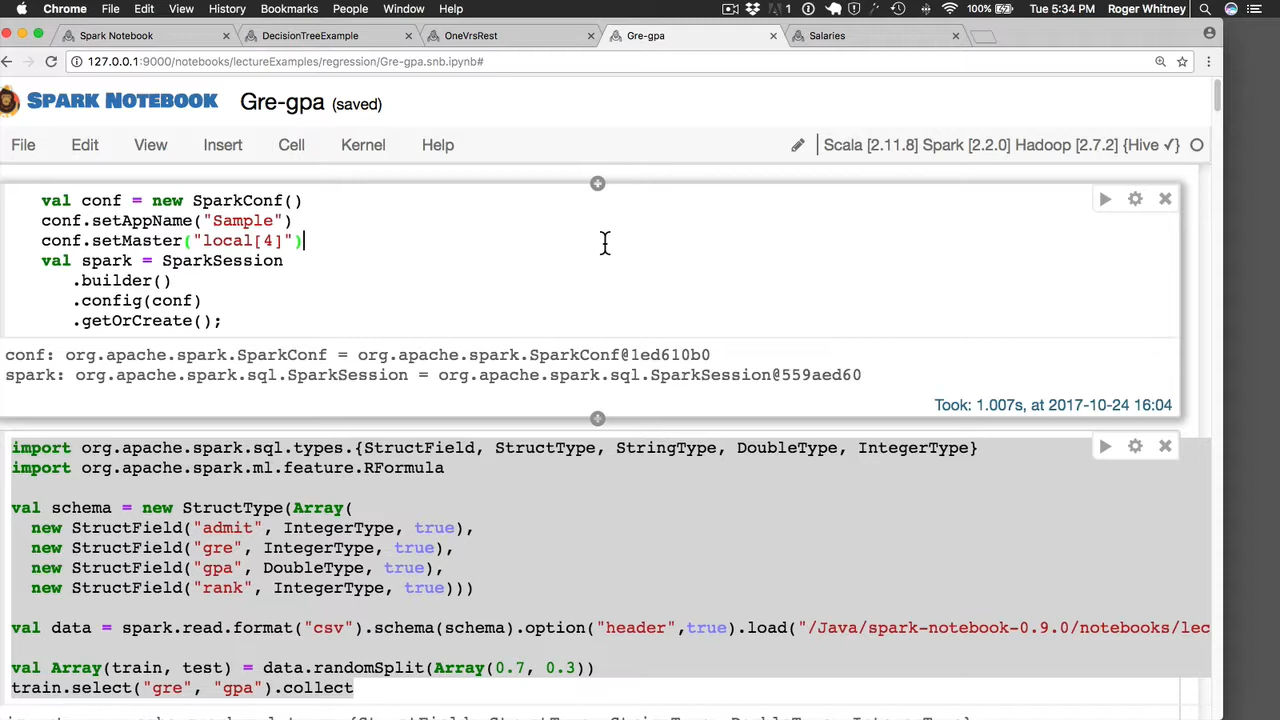 Chrome File Edit View History Bookmarks People Window Help 1 100% Tue 5:34 PM Roger Whitney
Spark Notebook × DecisionTreeExample × OneVrsRest × Gre-gpa × Salaries ×
127.0.0.1:9000/notebooks/lectureExamples/regression/Gre-gpa.snb.ipynb#
SPARK NOTEBOOK Gre-gpa (saved)
File Edit View Insert Cell Kernel Help Scala [2.11.8] Spark [2.2.0] Hadoop [2.7.2] {Hive ✓}
val conf = new SparkConf()
conf.setAppName("Sample")
conf.setMaster("local[4]")
val spark = SparkSession
.builder()
.config(conf)
.getOrCreate();
conf: org.apache.spark.SparkConf = org.apache.spark.SparkConf@1ed610b0
spark: org.apache.spark.sql.SparkSession = org.apache.spark.sql.SparkSession@559aed60
Took: 1.007s, at 2017-10-24 16:04
import org.apache.spark.sql.types.{StructField, StructType, StringType, DoubleType, IntegerType}
import org.apache.spark.ml.feature.RFormula
val schema = new StructType(Array(
new StructField("admit", IntegerType, true),
new StructField("gre", IntegerType, true),
new StructField("gpa", DoubleType, true),
new StructField("rank", IntegerType, true)))
val data = spark.read.format("csv").schema(schema).option("header",true).load("/Java/spark-notebook-0.9.0/notebooks/lec
val Array(train, test) = data.randomSplit(Array(0.7, 0.3))
train.select("gre", "gpa").collect